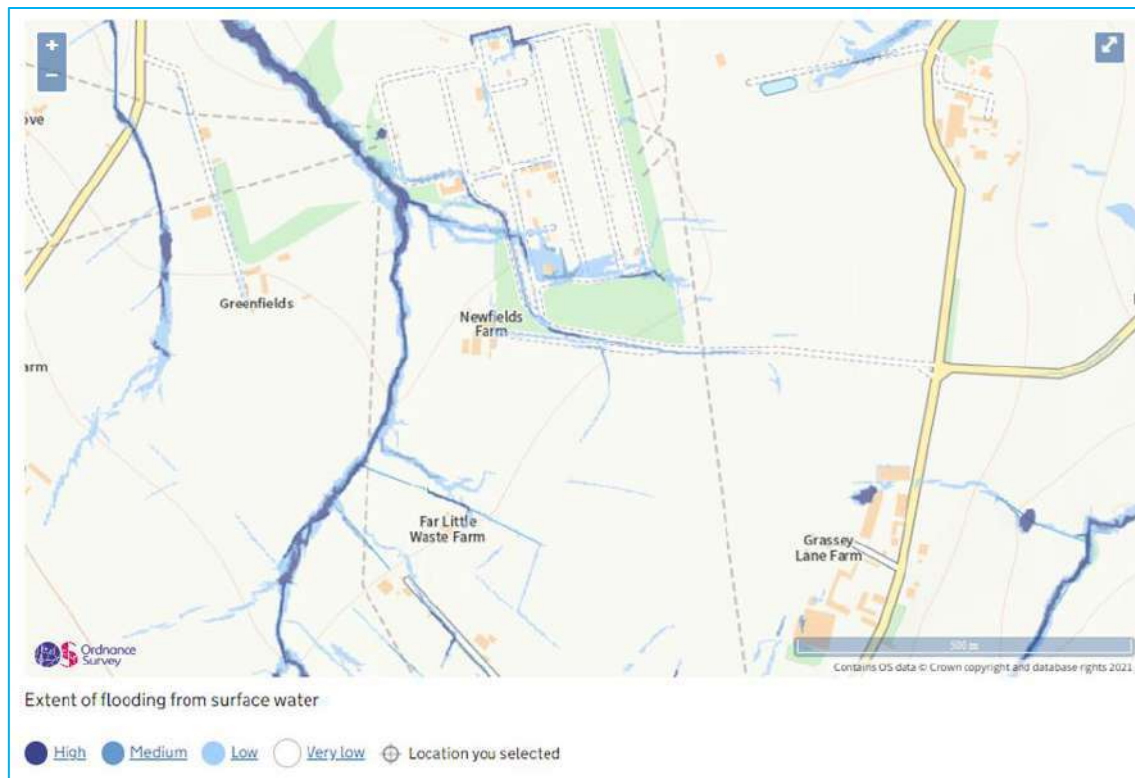 +
−
ove
Greenfields
arm
Newfields
Farm
Far Little
Waste Farm
Grassey
Lane Farm
Ordnance
Survey
500 m
Contains OS data © Crown copyright and database rights 2021
Extent of flooding from surface water
High Medium Low Very low Location you selected